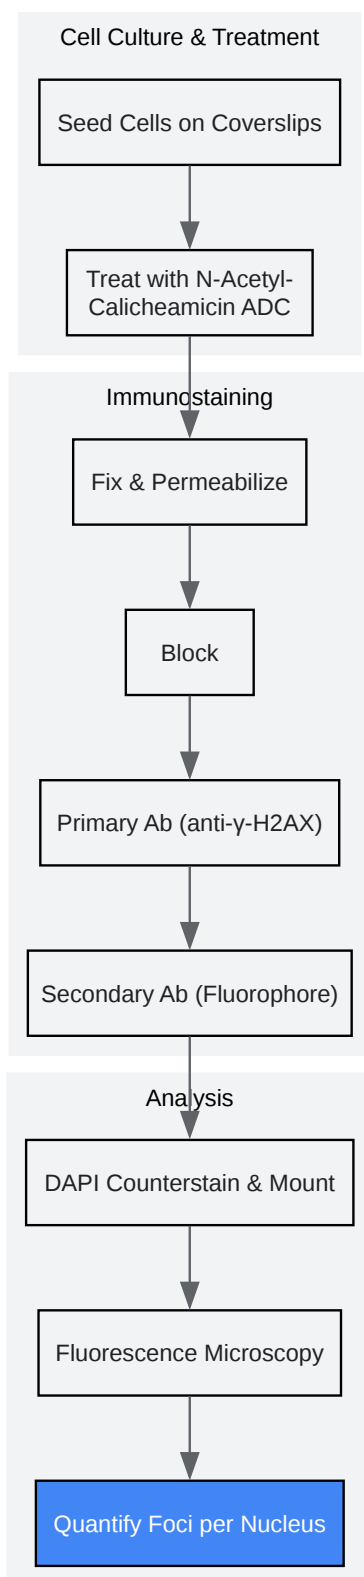 Cell Culture & Treatment
Seed Cells on Coverslips
Treat with N-Acetyl-
Calicheamicin ADC
Immunostaining
Fix & Permeabilize
Block
Primary Ab (anti-γ-H2AX)
Secondary Ab (Fluorophore)
Analysis
DAPI Counterstain & Mount
Fluorescence Microscopy
Quantify Foci per Nucleus